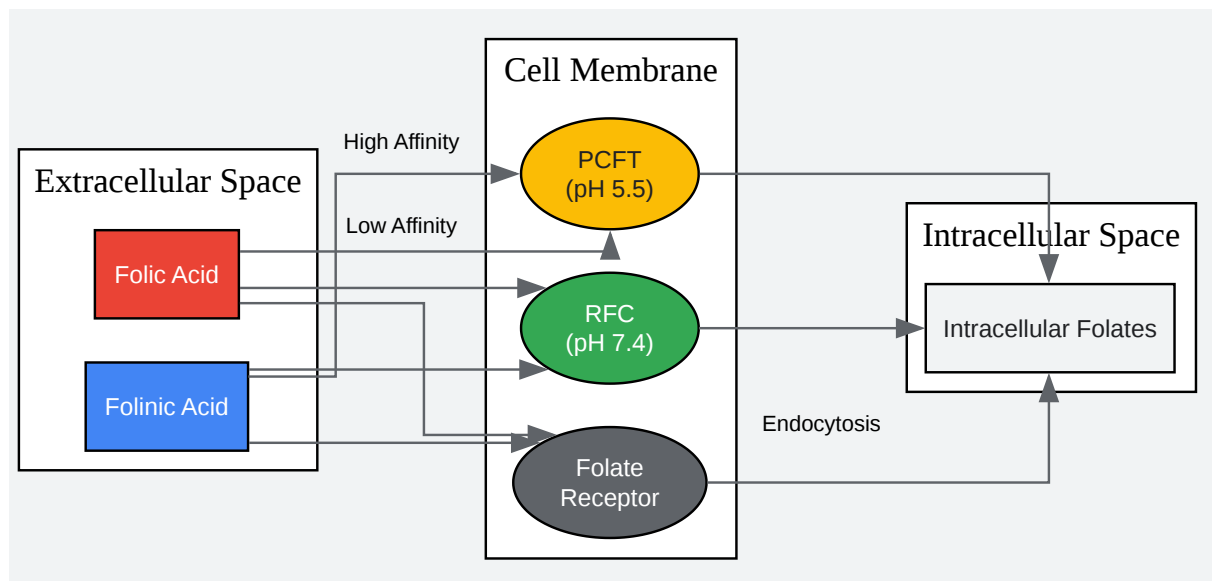 Extracellular Space
Folic Acid
Folinic Acid
High Affinity
Low Affinity
Cell Membrane
PCFT
(pH 5.5)
RFC
(pH 7.4)
Folate
Receptor
Endocytosis
Intracellular Space
Intracellular Folates